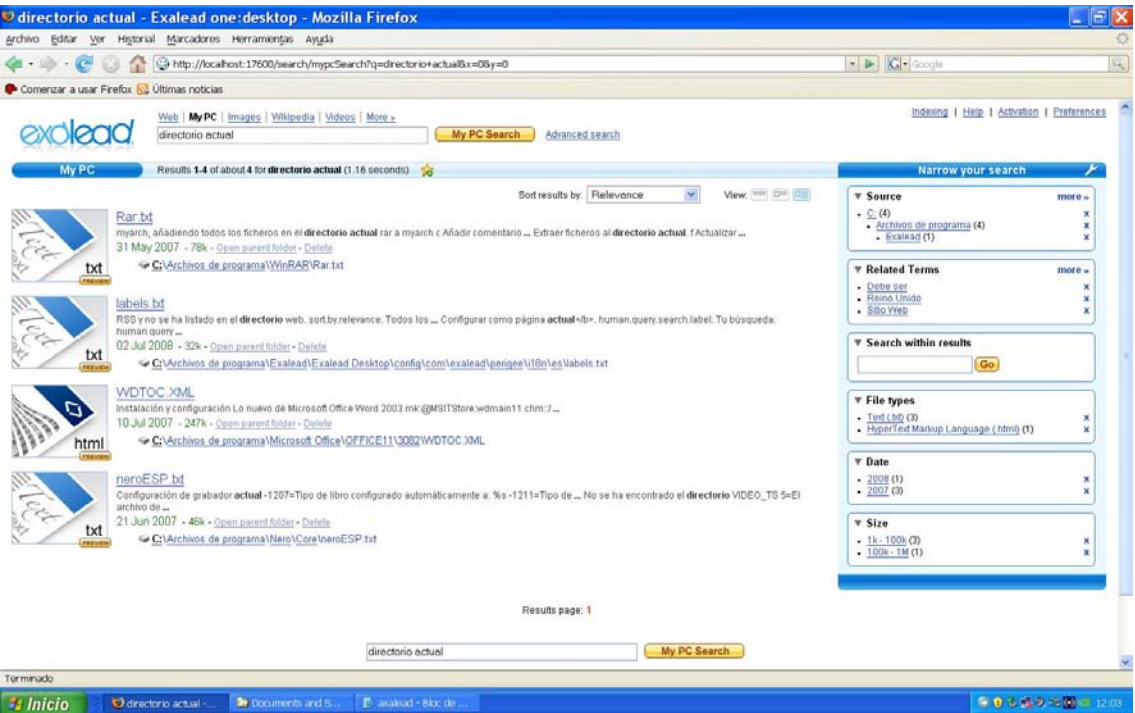 directorio actual - Exalead one:desktop - Mozilla Firefox
Archivo Editar Ver Historial Marcadores Herramientas Ayuda
http://localhost:17600/search/mypcSearch?q=directorio+actual&x=0&y=0
Google
Comenzar a usar Firefox Últimas noticias
Indexing | Help | Activation | Preferences
Web | My PC | Images | Wikipedia | Videos | More »
exalead
directorio actual My PC Search Advanced search
My PC Results 1-4 of about 4 for directorio actual (1.16 seconds)
Narrow your search
Sort results by: Relevance View:
Rar.txt
myarch, añadiendo todos los ficheros en el directorio actual rar a myarch c Añadir comentario ... Extraer ficheros al directorio actual. f Actualizar ...
31 May 2007 - 78k - Open parent folder - Delete
C:\Archivos de programa\WinRAR\Rar.txt
Text
txt
PREVIEW
labels.txt
RSS y no se ha listado en el directorio web. sort.by.relevance: Todos los ... Configurar como página actual</b>. human.query.search.label: Tu búsqueda:
human.query ...
02 Jul 2008 - 32k - Open parent folder - Delete
C:\Archivos de programa\Exalead\Exalead Desktop\config\com\exalead\perigee\i18n\es\labels.txt
Text
txt
PREVIEW
WDTOC.XML
Instalación y configuración Lo nuevo de Microsoft Office Word 2003 mk:@MSITStore:wdmain11.chm::/ ...
10 Jul 2007 - 247k - Open parent folder - Delete
C:\Archivos de programa\Microsoft Office\OFFICE11\3082\WDTOC.XML
html
PREVIEW
neroESP.txt
Configuración de grabador actual -1207=Tipo de libro configurado automáticamente a: %s -1211=Tipo de ... No se ha encontrado el directorio VIDEO_TS 5=El
archivo de ...
21 Jun 2007 - 46k - Open parent folder - Delete
C:\Archivos de programa\Nero\Core\neroESP.txt
Text
txt
PREVIEW
Source more »
C: (4) x
Archivos de programa (4) x
Exalead (1) x
Related Terms more »
Debe ser x
Reino Unido x
Sitio Web x
Search within results
Go
File types
Text (.txt) (3) x
HyperText Markup Language (.html) (1) x
Date
2008 (1) x
2007 (3) x
Size
1k - 100k (3) x
100k - 1M (1) x
Results page: 1
directorio actual My PC Search
Terminado
Inicio directorio actual -... Documents and S... exalead - Bloc de ... 12:03